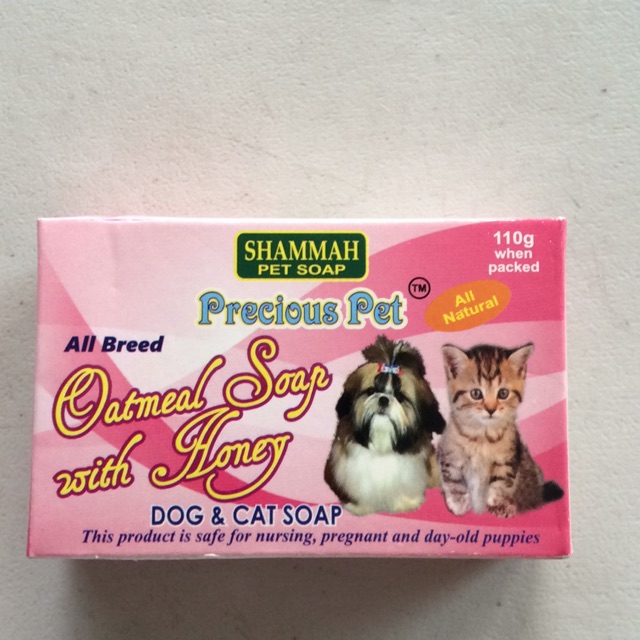 SHAMMAH
PET SOAP
110g
when
packed
Precious Pet ™
All
Natural
All Breed
Oatmeal Soap
with Honey
DOG & CAT SOAP
This product is safe for nursing, pregnant and day-old puppies